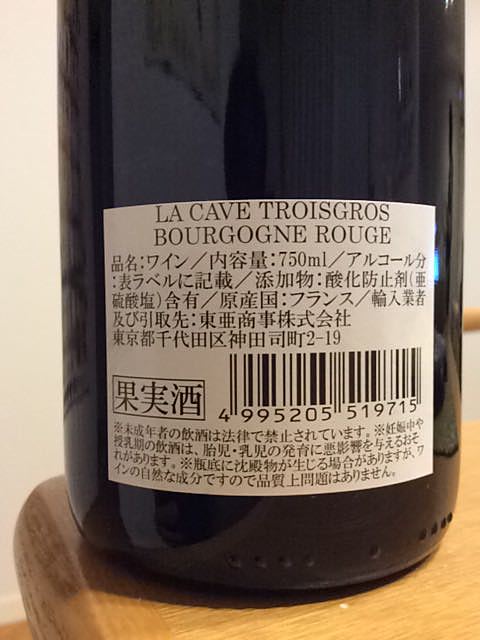 LA CAVE TROISGROS
BOURGOGNE ROUGE
品名:ワイン/内容量:750ml/アルコール分
:表ラベルに記載/添加物:酸化防止剤(亜
硫酸塩)含有/原産国:フランス/輸入業者
及び引取先:東亜商事株式会社
東京都千代田区神田司町2-19
果実酒
4 995205 519715
※未成年者の飲酒は法律で禁止されています。※妊娠中や
授乳期の飲酒は、胎児・乳児の発育に悪影響を与るおそ
れがあります。※瓶底に沈殿物が生じる場合がありますが、ワ
インの自然な成分ですので品質上問題はありません。